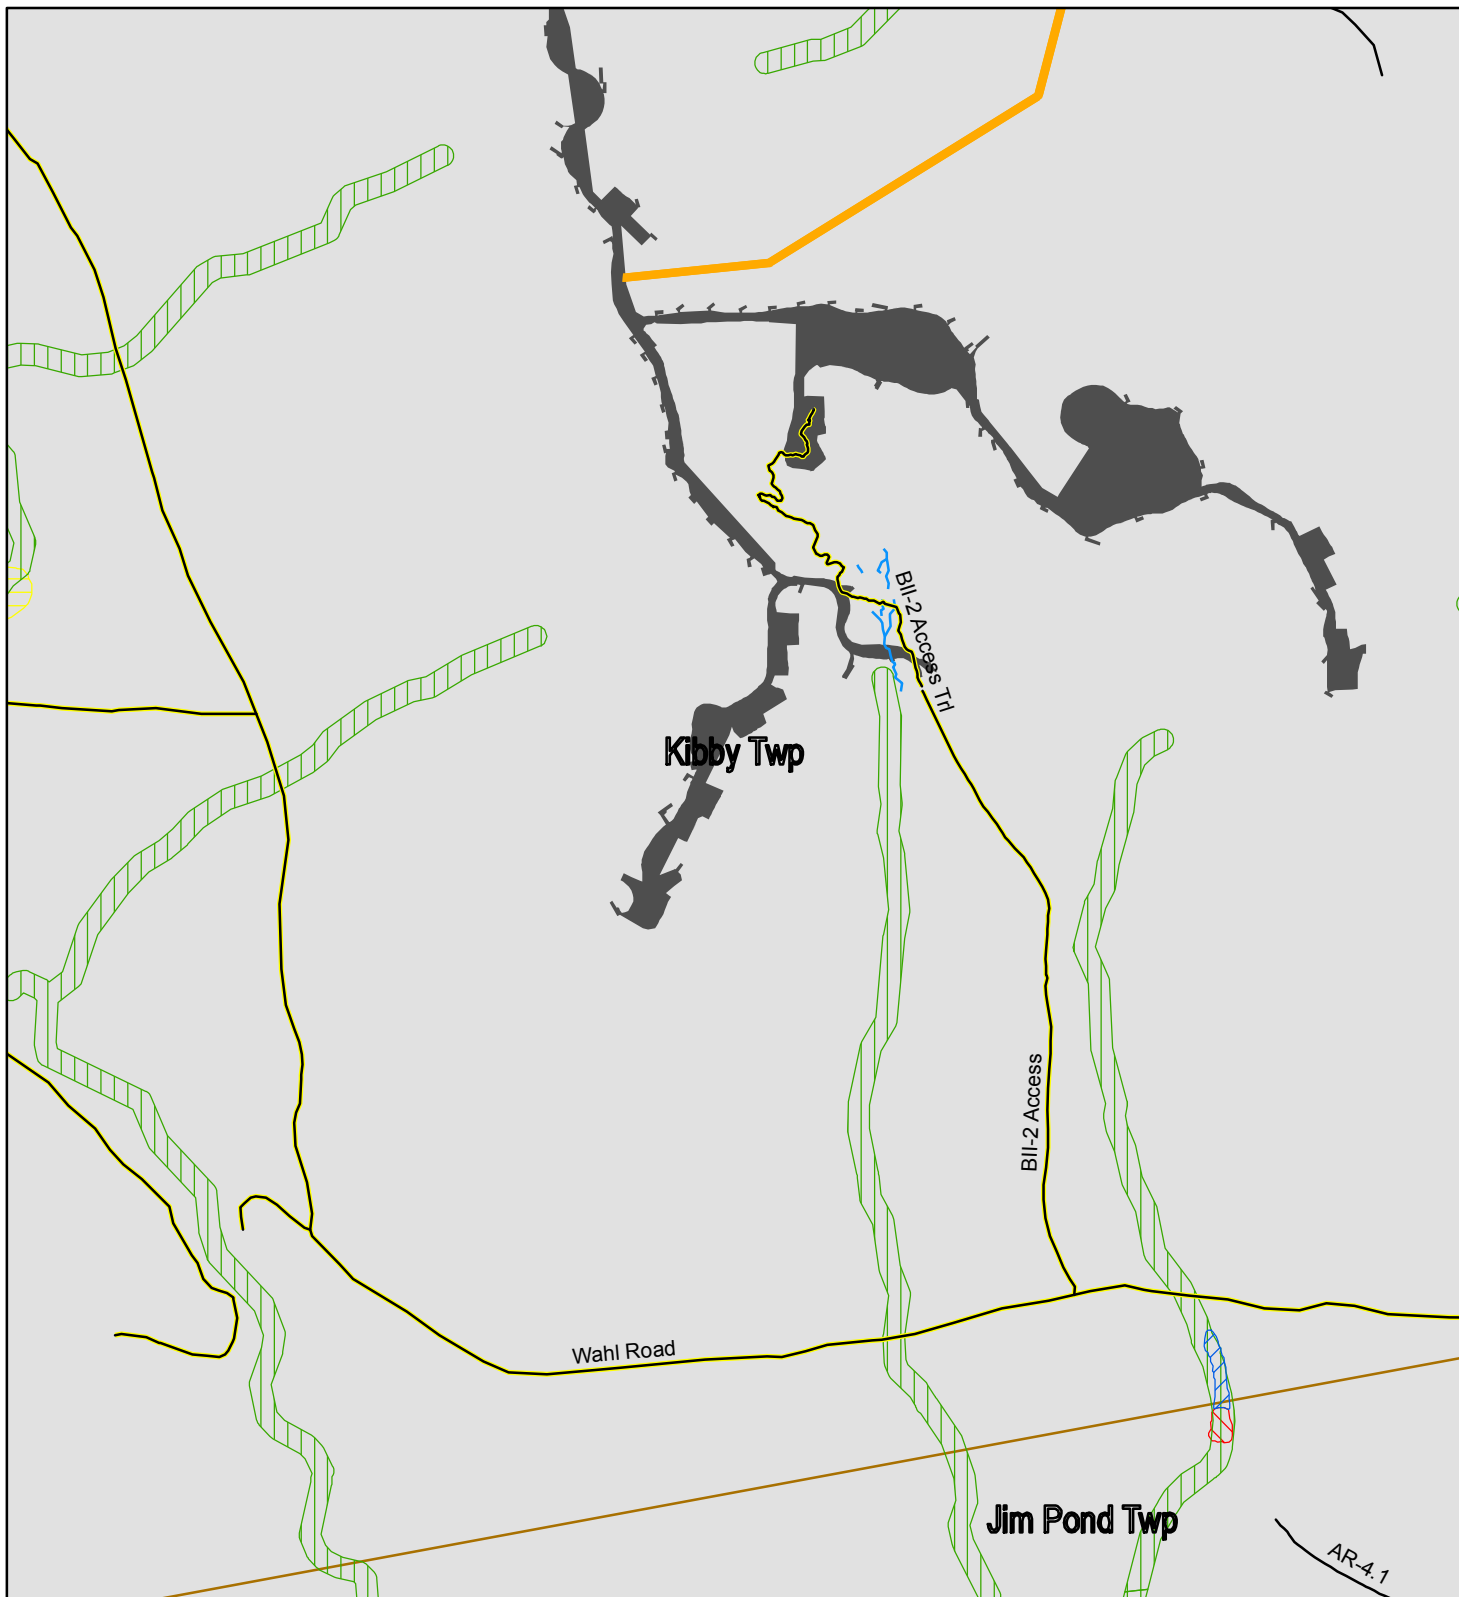 BII-2 Access Trl
Kibby Twp
BII-2 Access
Wahl Road
Jim Pond Twp
AR-4.1